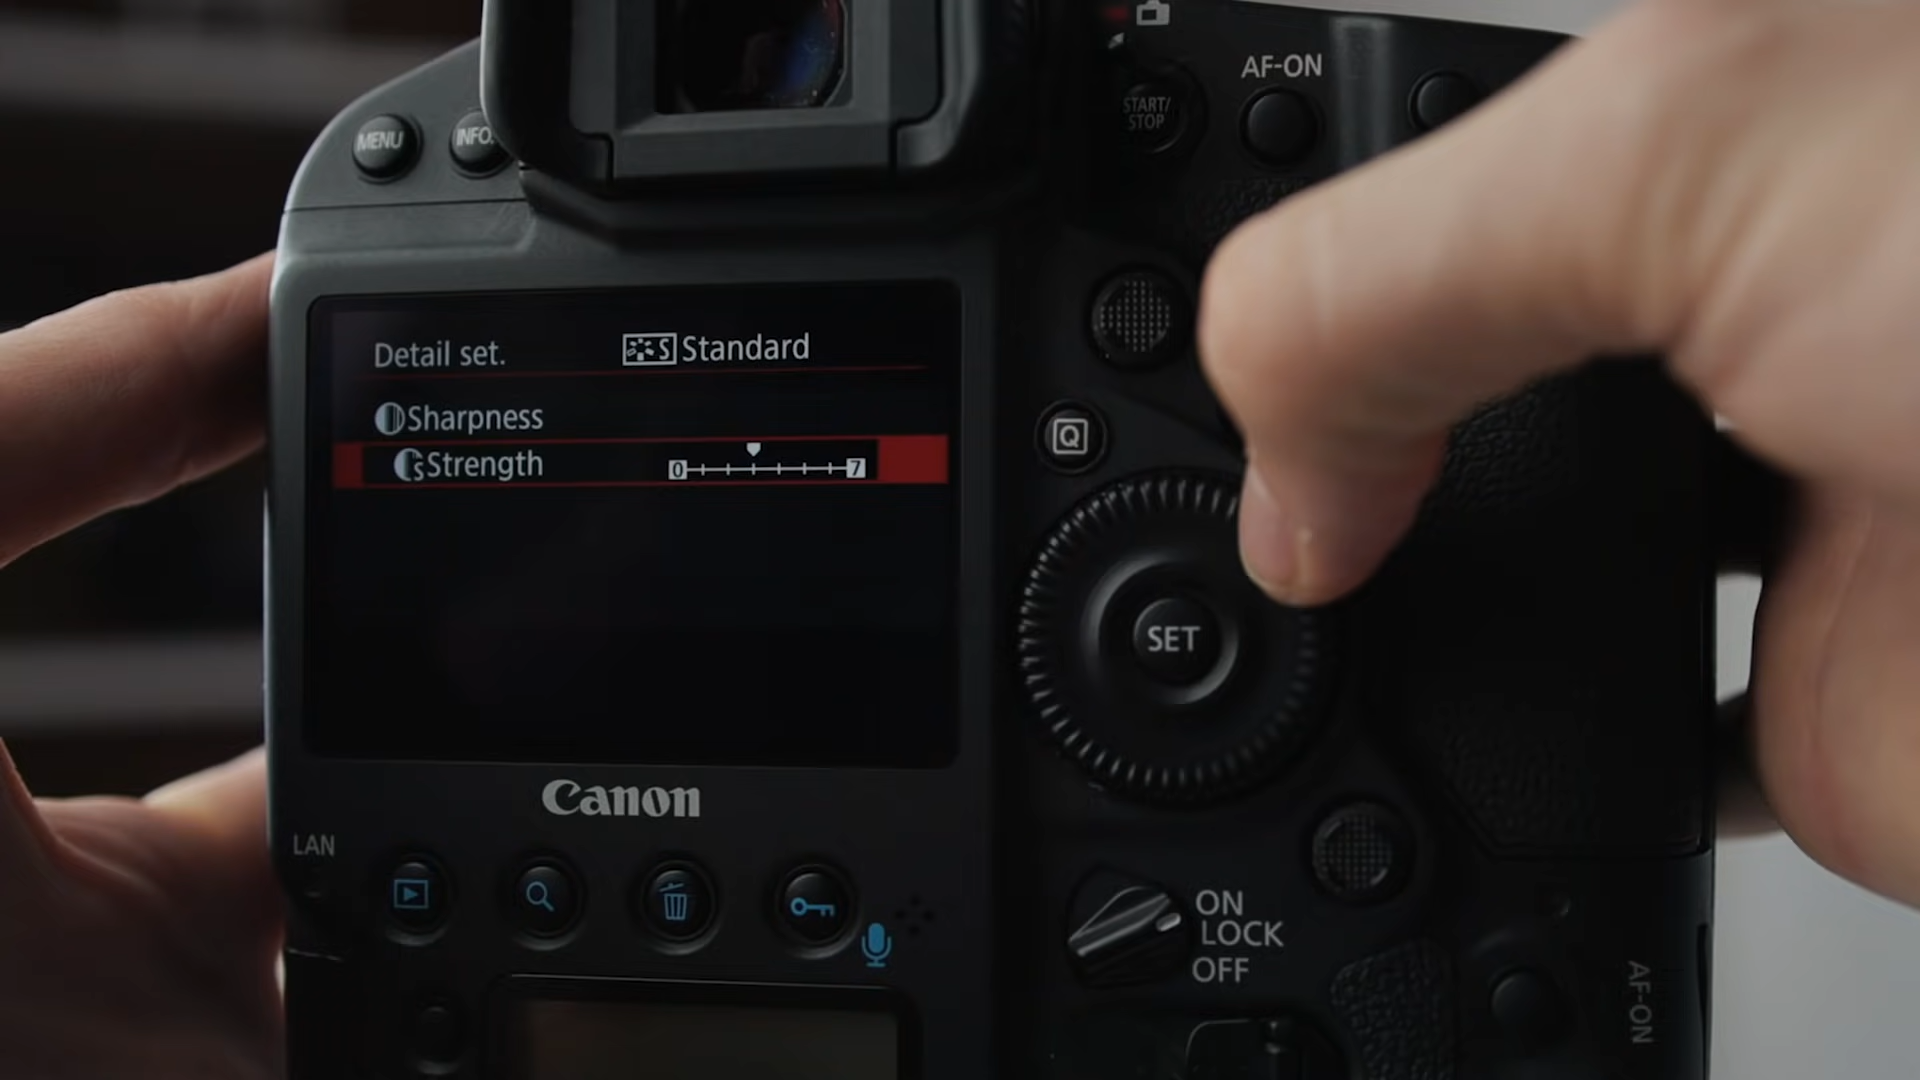 AF-ON
START/
STOP
MENU
INFO.
Detail set.
S Standard
Sharpness
S Strength
0 7
Q
SET
Canon
LAN
ON
LOCK
OFF
AF-ON